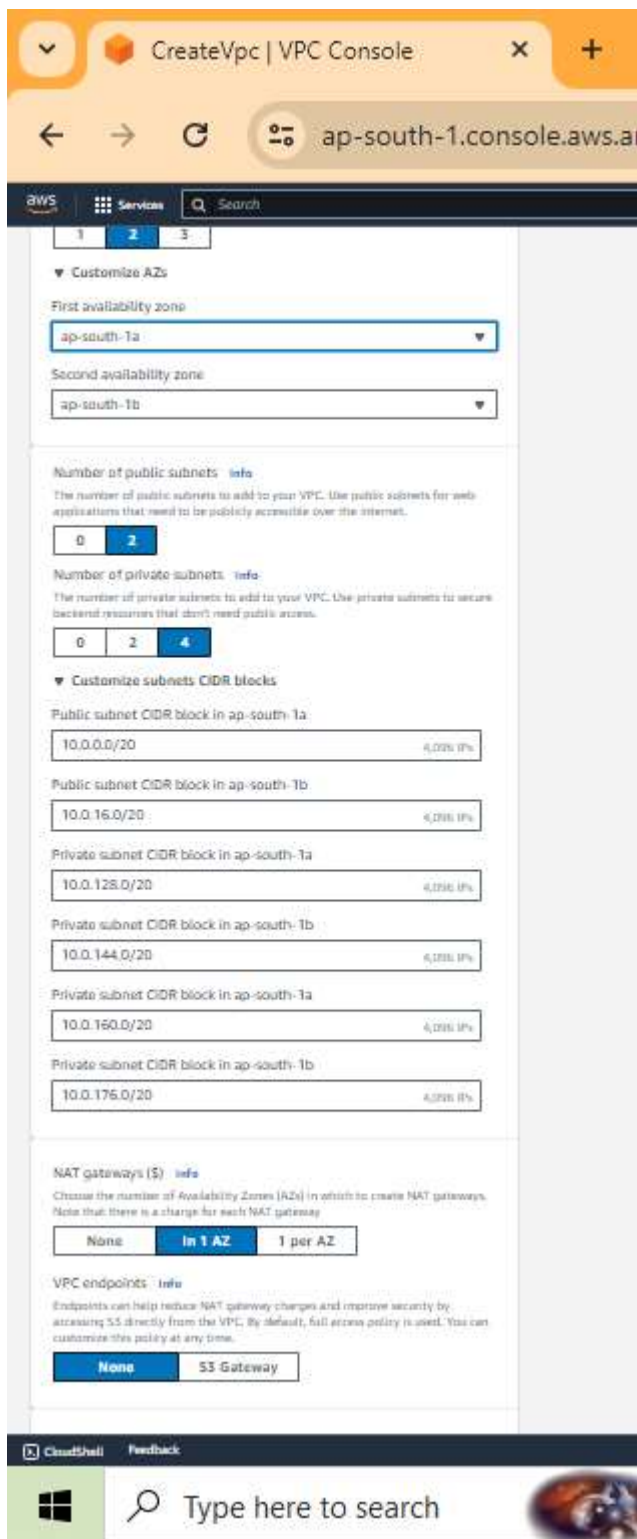 CreateVpc | VPC Console
ap-south-1.console.aws.a
aws Services Search
1 2 3
Customize AZs
First availability zone
ap-south-1a
Second availability zone
ap-south-1b
Number of public subnets Info
The number of public subnets to add to your VPC. Use public subnets for web
applications that need to be publicly accessible over the internet.
0 2
Number of private subnets Info
The number of private subnets to add to your VPC. Use private subnets to secure
backend resources that don't need public access.
0 2 4
Customize subnets CIDR blocks
Public subnet CIDR block in ap-south-1a
10.0.0.0/20 4,096 IPs
Public subnet CIDR block in ap-south-1b
10.0.16.0/20 4,096 IPs
Private subnet CIDR block in ap-south-1a
10.0.128.0/20 4,096 IPs
Private subnet CIDR block in ap-south-1b
10.0.144.0/20 4,096 IPs
Private subnet CIDR block in ap-south-1a
10.0.160.0/20 4,096 IPs
Private subnet CIDR block in ap-south-1b
10.0.176.0/20 4,096 IPs
NAT gateways ($) Info
Choose the number of Availability Zones (AZs) in which to create NAT gateways.
Note that there is a charge for each NAT gateway
None In 1 AZ 1 per AZ
VPC endpoints Info
Endpoints can help reduce NAT gateway charges and improve security by
accessing S3 directly from the VPC. By default, full access policy is used. You can
customize this policy at any time.
None S3 Gateway
CloudShell Feedback
Type here to search